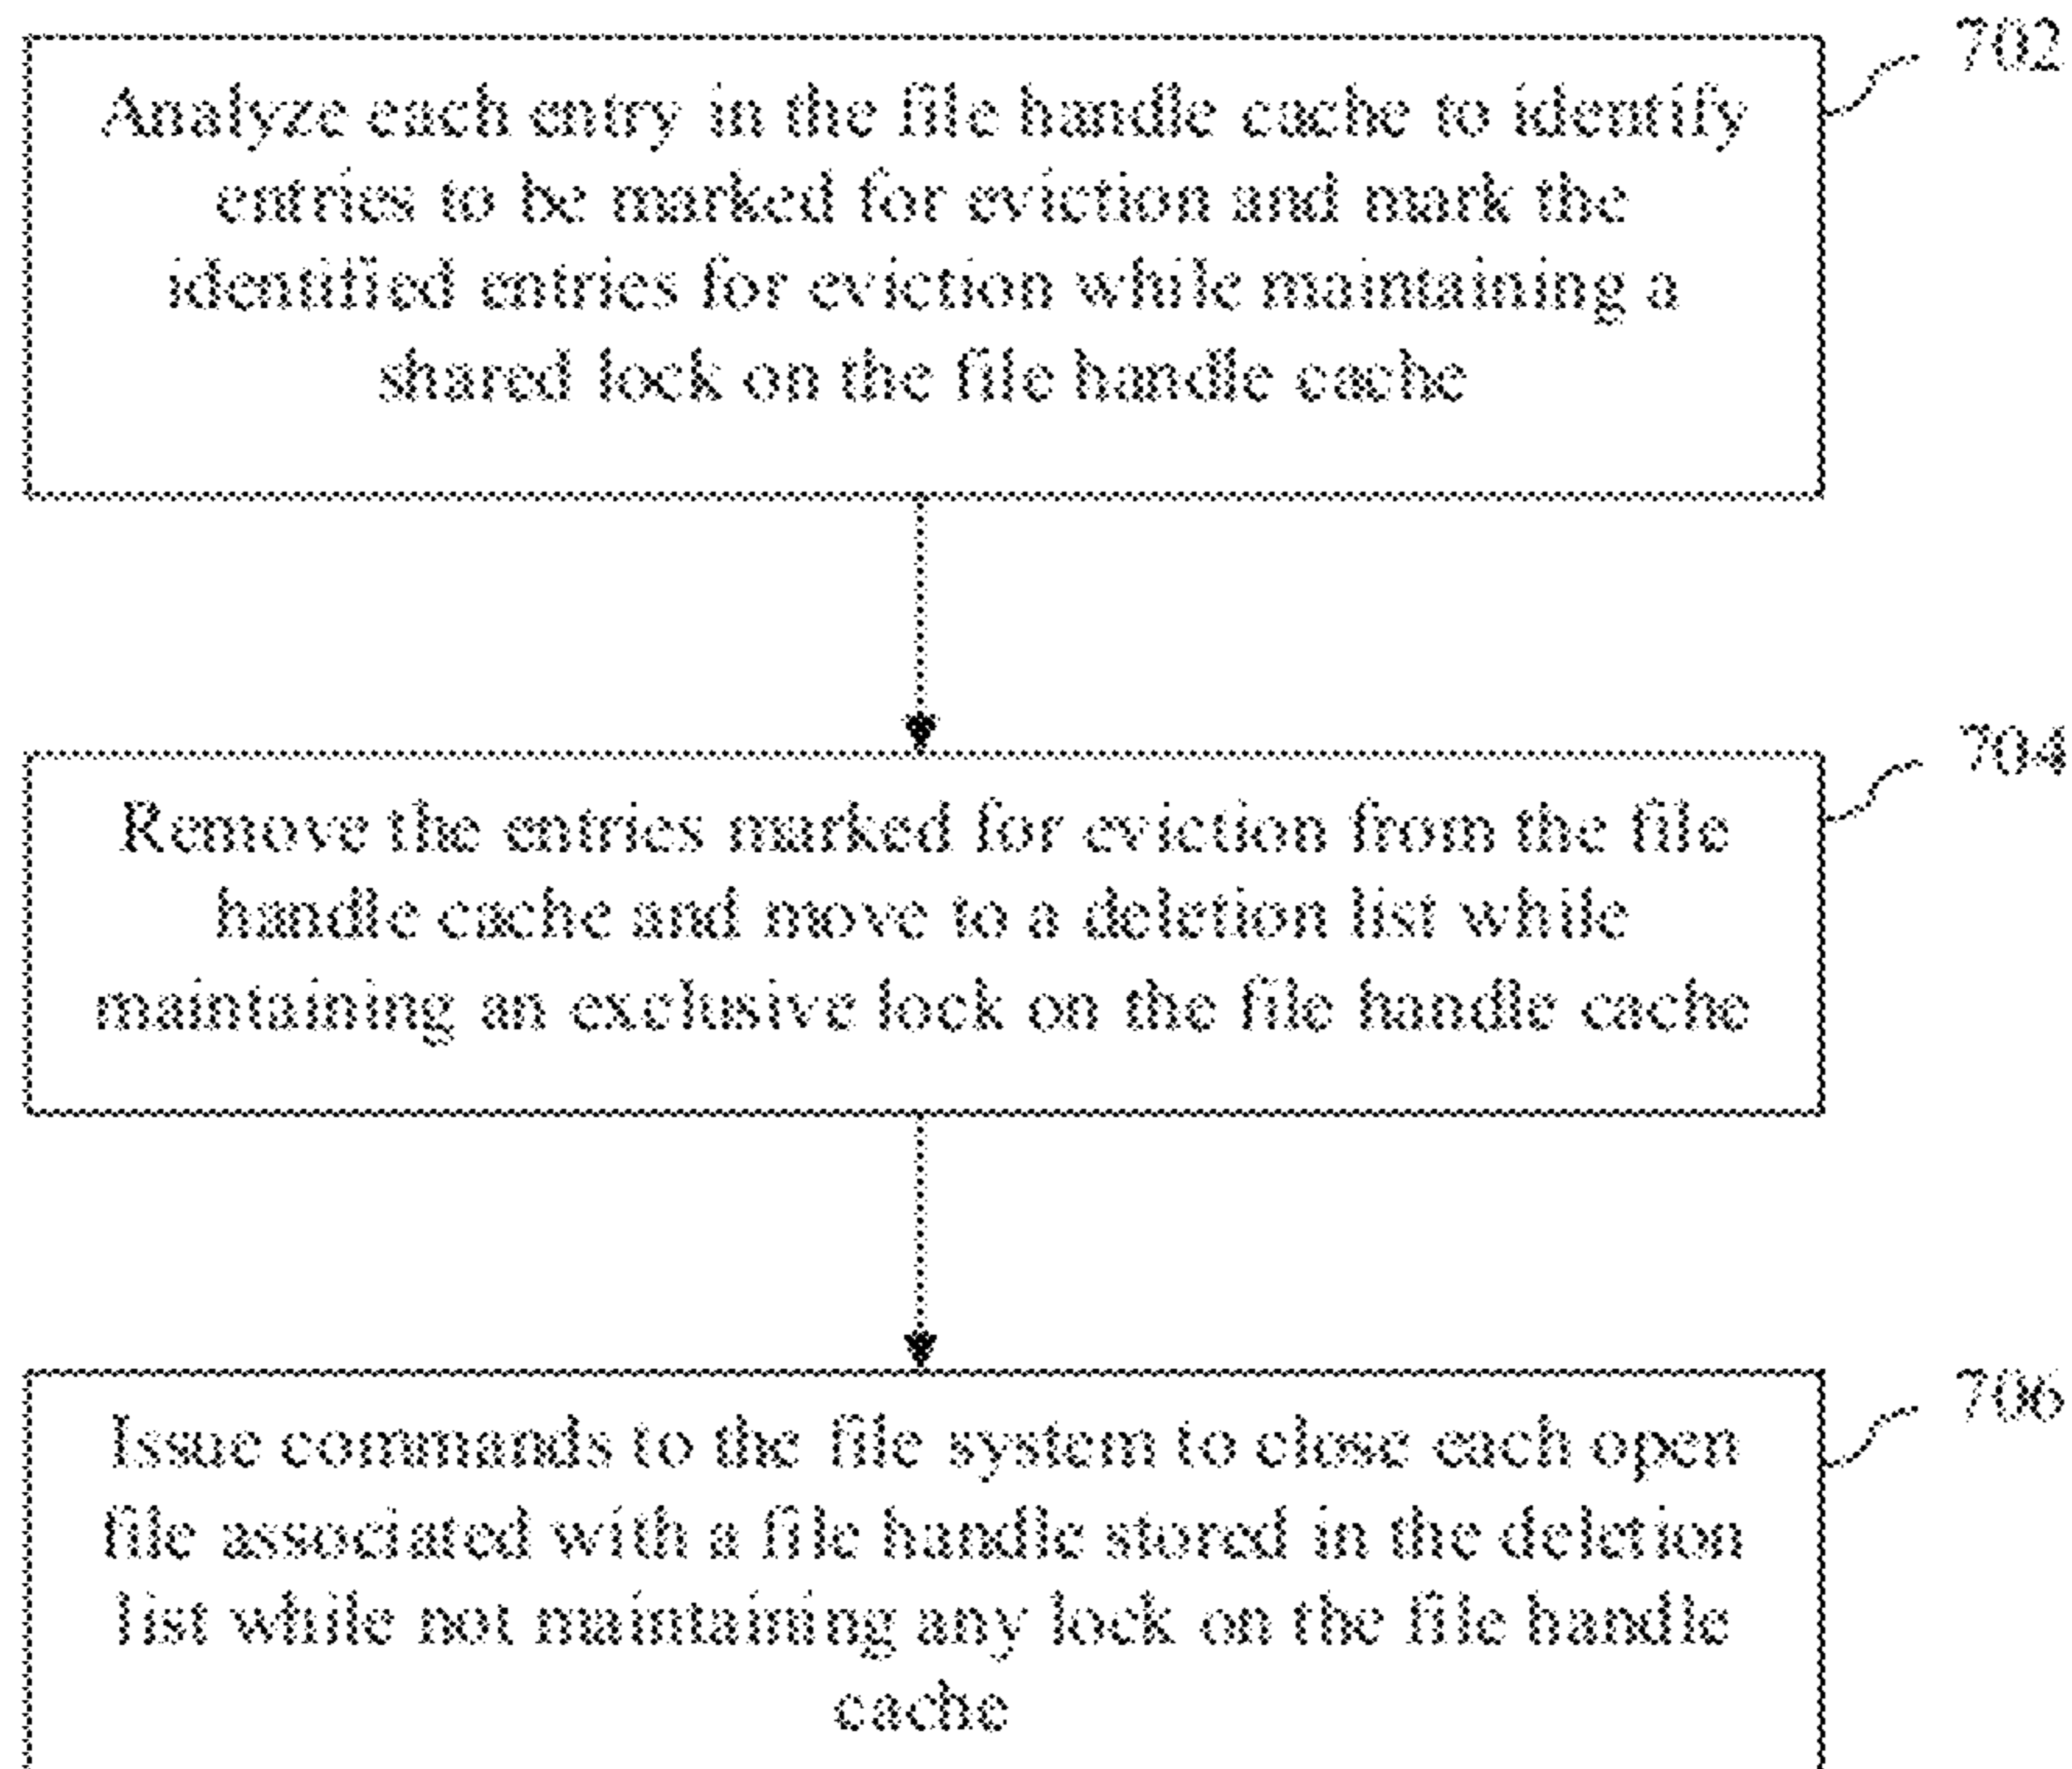 702
Analyze each entry in the file handle cache to identify
entries to be marked for eviction and mark the
identified entries for eviction while maintaining a
shared lock on the file handle cache
704
Remove the entries marked for eviction from the file
handle cache and move to a deletion list while
maintaining an exclusive lock on the file handle cache
706
Issue commands to the file system to close each open
file associated with a file handle stored in the deletion
list while not maintaining any lock on the file handle
cache